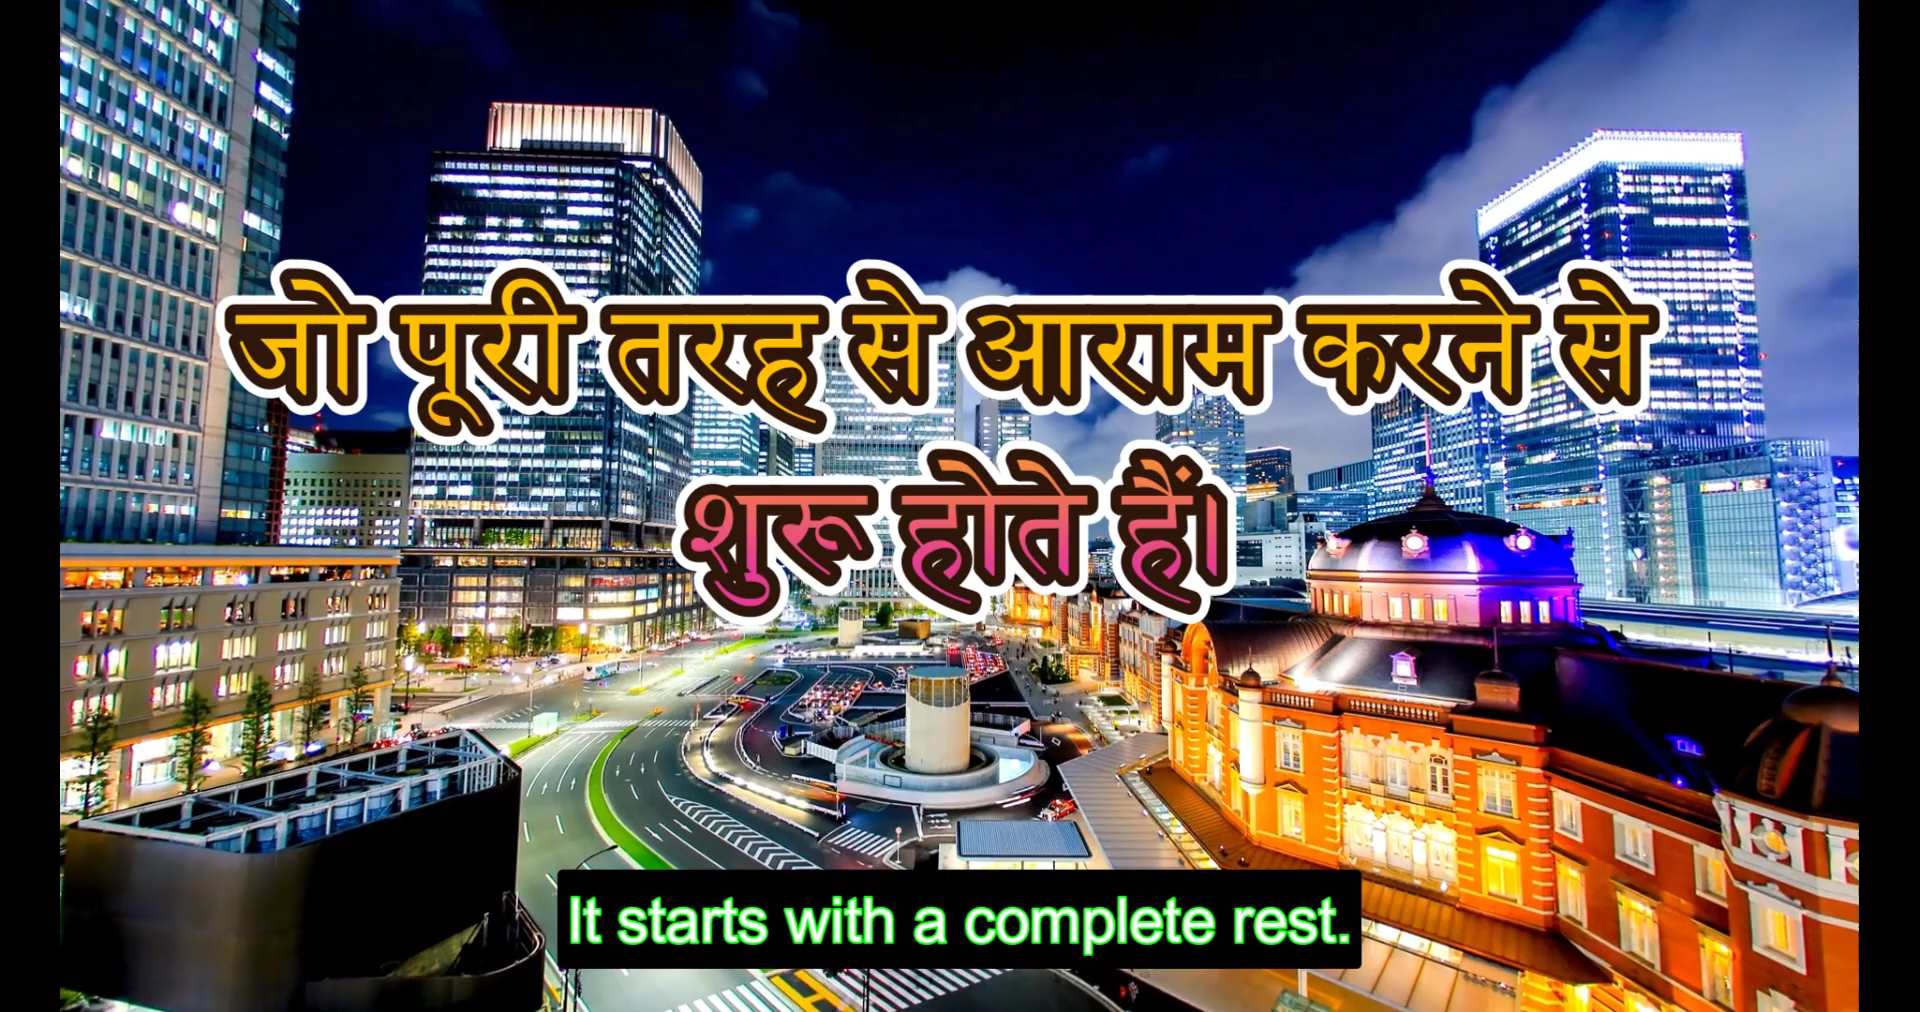 जो पूरी तरह से आराम करने से
शुरू होते हैं।
It starts with a complete rest.